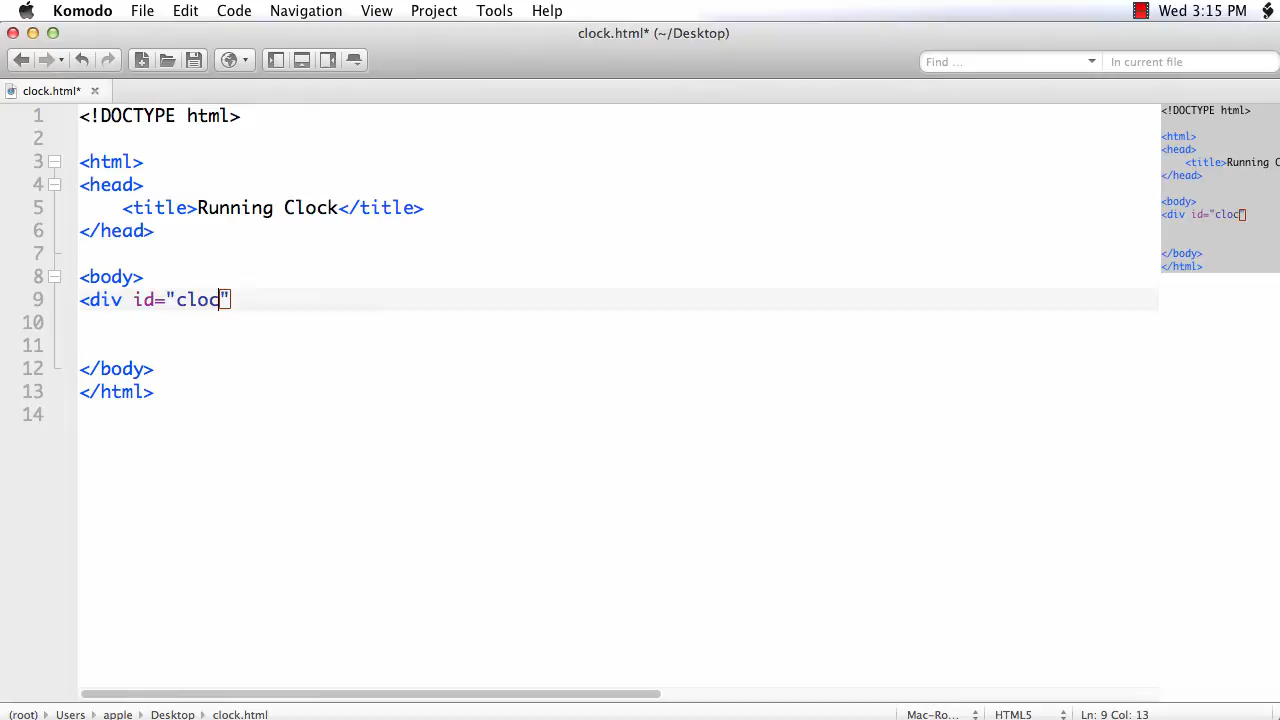 Komodo File Edit Code Navigation View Project Tools Help Wed 3:15 PM
clock.html* (~/Desktop)
Find ... In current file
clock.html*
1 <!DOCTYPE html>
2
3 <html>
4 <head>
5 <title>Running Clock</title>
6 </head>
7
8 <body>
9 <div id="cloc"
10
11
12 </body>
13 </html>
14
<!DOCTYPE html>
<html>
<head>
<title>Running C
</head>
<body>
<div id="cloc"
</body>
</html>
(root) Users apple Desktop clock.html Mac-Ro... HTML5 Ln: 9 Col: 13